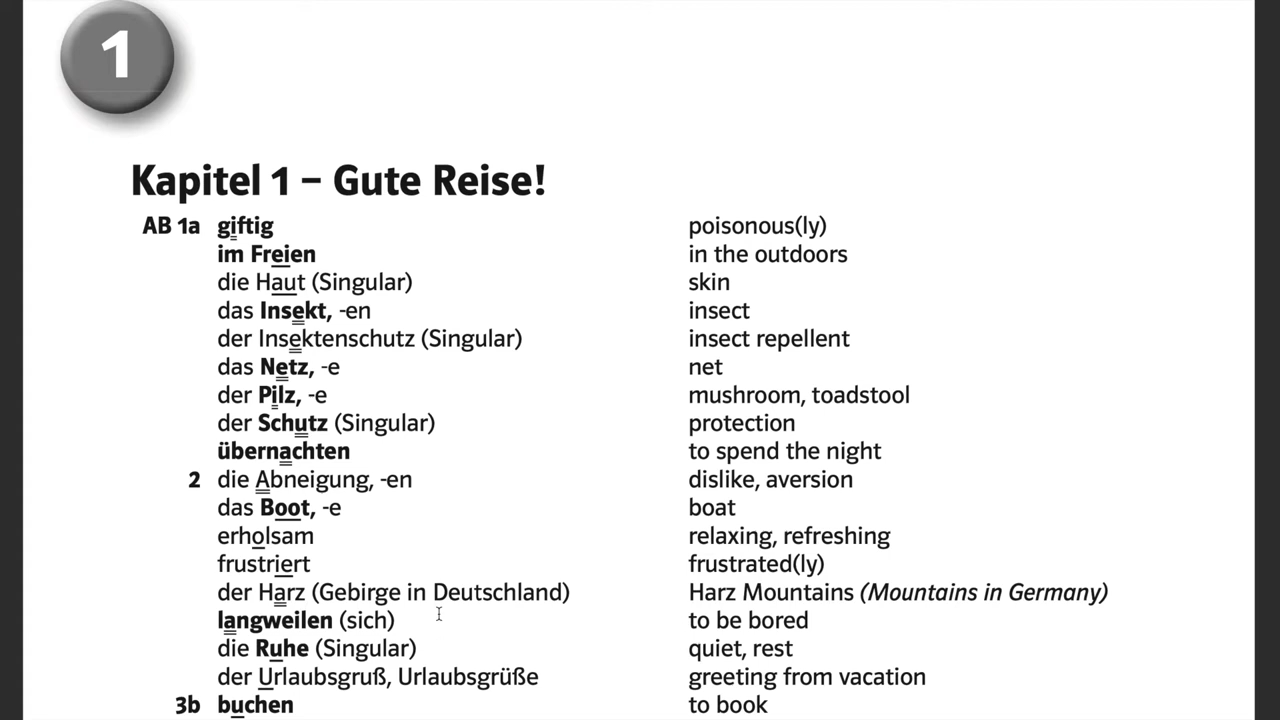 1
Kapitel 1 – Gute Reise!
AB 1a giftig poisonous(ly)
im Freien in the outdoors
die Haut (Singular) skin
das Insekt, -en insect
der Insektenschutz (Singular) insect repellent
das Netz, -e net
der Pilz, -e mushroom, toadstool
der Schutz (Singular) protection
übernachten to spend the night
2 die Abneigung, -en dislike, aversion
das Boot, -e boat
erholsam relaxing, refreshing
frustriert frustrated(ly)
der Harz (Gebirge in Deutschland) Harz Mountains (Mountains in Germany)
langweilen (sich) to be bored
die Ruhe (Singular) quiet, rest
der Urlaubsgruß, Urlaubsgrüße greeting from vacation
3b buchen to book